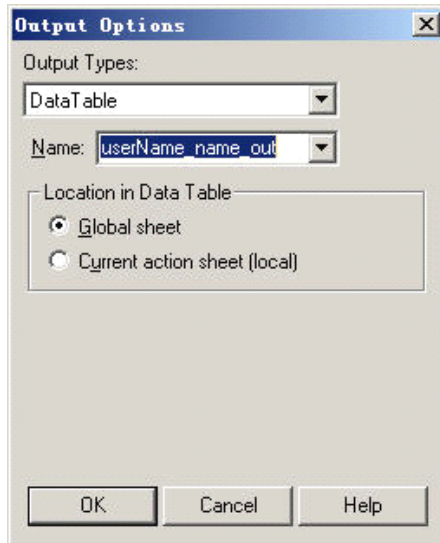 Output Options
Output Types:
DataTable
Name: userName_name_out
Location in Data Table
Global sheet
Current action sheet (local)
OK Cancel Help